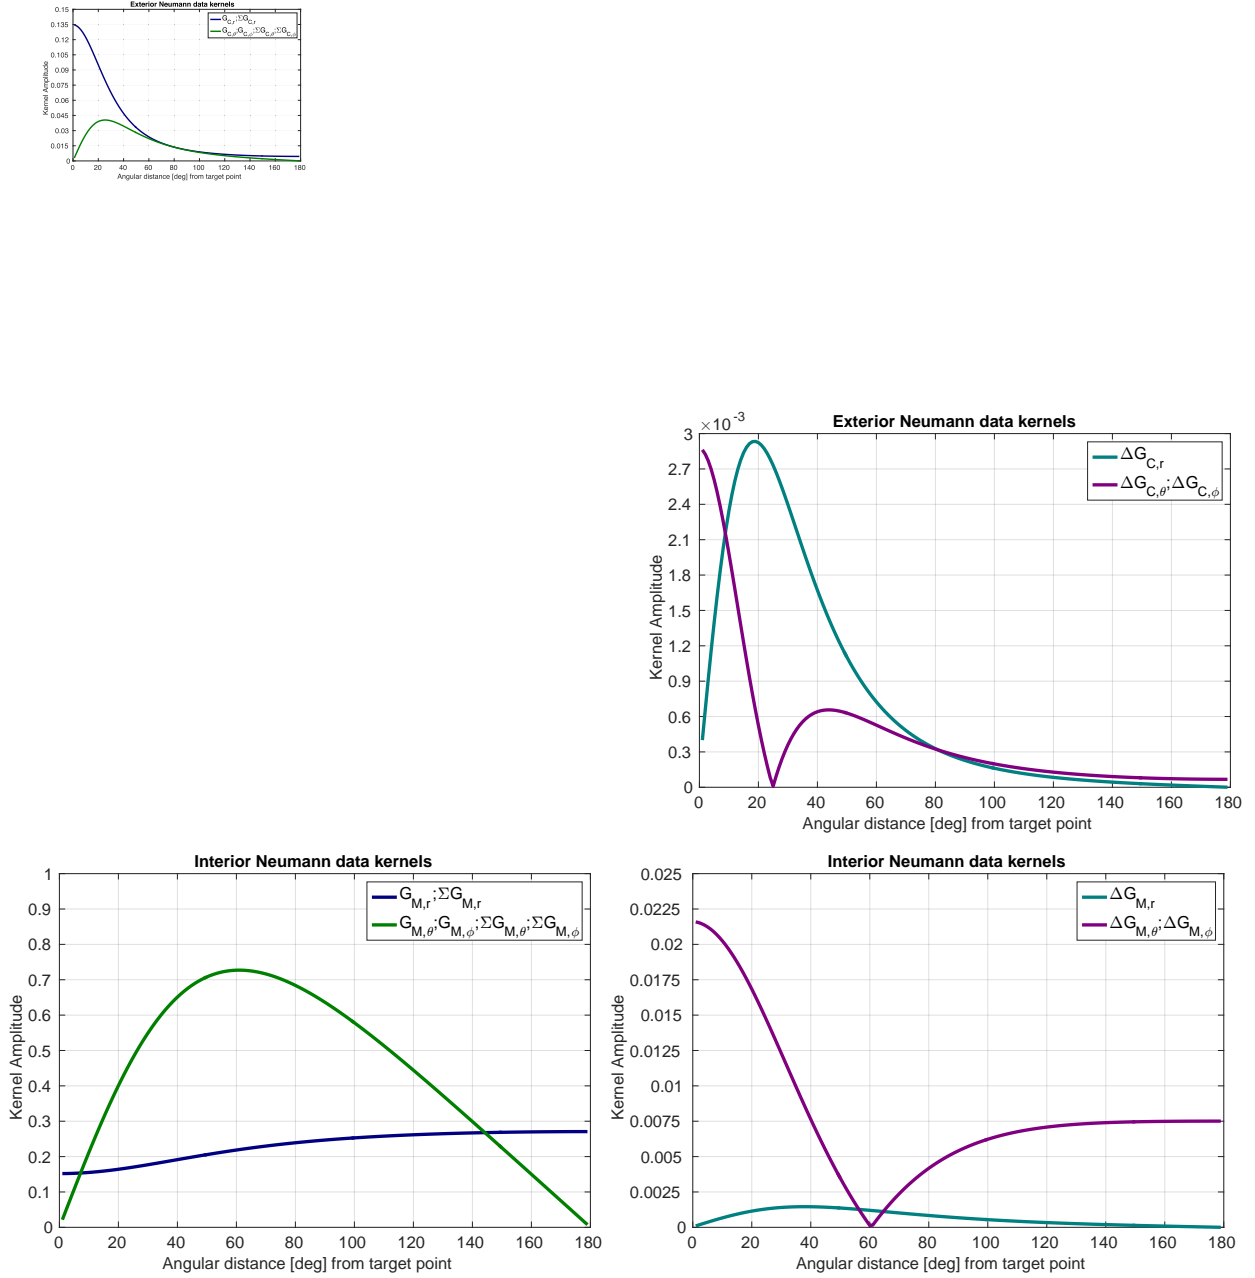 Exterior Neumann data kernels
0.15
0.135
0.12
0.105
0.09
0.075
0.06
0.045
0.03
0.015
0
Kernel Amplitude
G_C,r;ΣG_C,r
G_C,θ;G_C,ϕ;ΣG_C,θ;ΣG_C,ϕ
0 20 40 60 80 100 120 140 160 180
Angular distance [deg] from target point
×10^-3
Exterior Neumann data kernels
3
2.7
2.4
2.1
1.8
1.5
1.2
0.9
0.6
0.3
0
Kernel Amplitude
ΔG_C,r
ΔG_C,θ;ΔG_C,ϕ
0 20 40 60 80 100 120 140 160 180
Angular distance [deg] from target point
Interior Neumann data kernels
1
0.9
0.8
0.7
0.6
0.5
0.4
0.3
0.2
0.1
0
Kernel Amplitude
G_M,r;ΣG_M,r
G_M,θ;G_M,ϕ;ΣG_M,θ;ΣG_M,ϕ
0 20 40 60 80 100 120 140 160 180
Angular distance [deg] from target point
Interior Neumann data kernels
0.025
0.0225
0.02
0.0175
0.015
0.0125
0.01
0.0075
0.005
0.0025
0
Kernel Amplitude
ΔG_M,r
ΔG_M,θ;ΔG_M,ϕ
0 20 40 60 80 100 120 140 160 180
Angular distance [deg] from target point